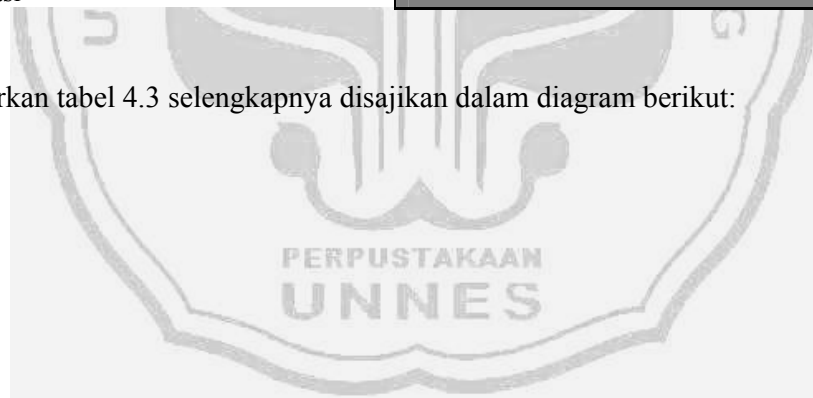 rkan tabel 4.3 selengkapnya disajikan dalam diagram berikut:
PERPUSTAKAAN
UNNES